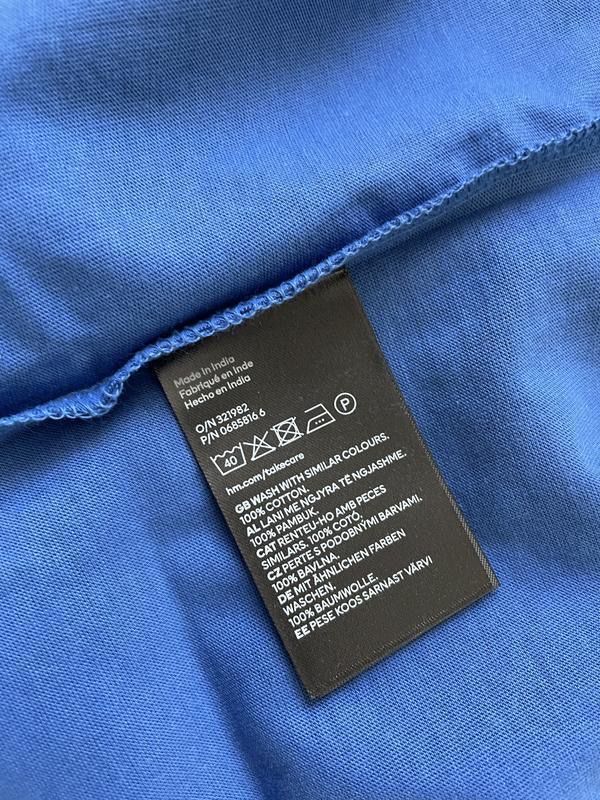 Made in India
Fabriqué en Inde
Hecho en India
O/N 321982
P/N 0685816.6
40
P
hm.com/takecare
GB WASH WITH SIMILAR COLOURS.
100% COTTON.
AL LANI ME NGJYRA TË NGJASHME.
100% PAMBUK.
CAT RENTEU-HO AMB PECES
SIMILARS. 100% COTÓ.
CZ PERTE S PODOBNÝMI BARVAMI.
100% BAVLNA.
DE MIT ÄHNLICHEN FARBEN
WASCHEN.
100% BAUMWOLLE.
EE PESE KOOS SARNAST VÄRVI